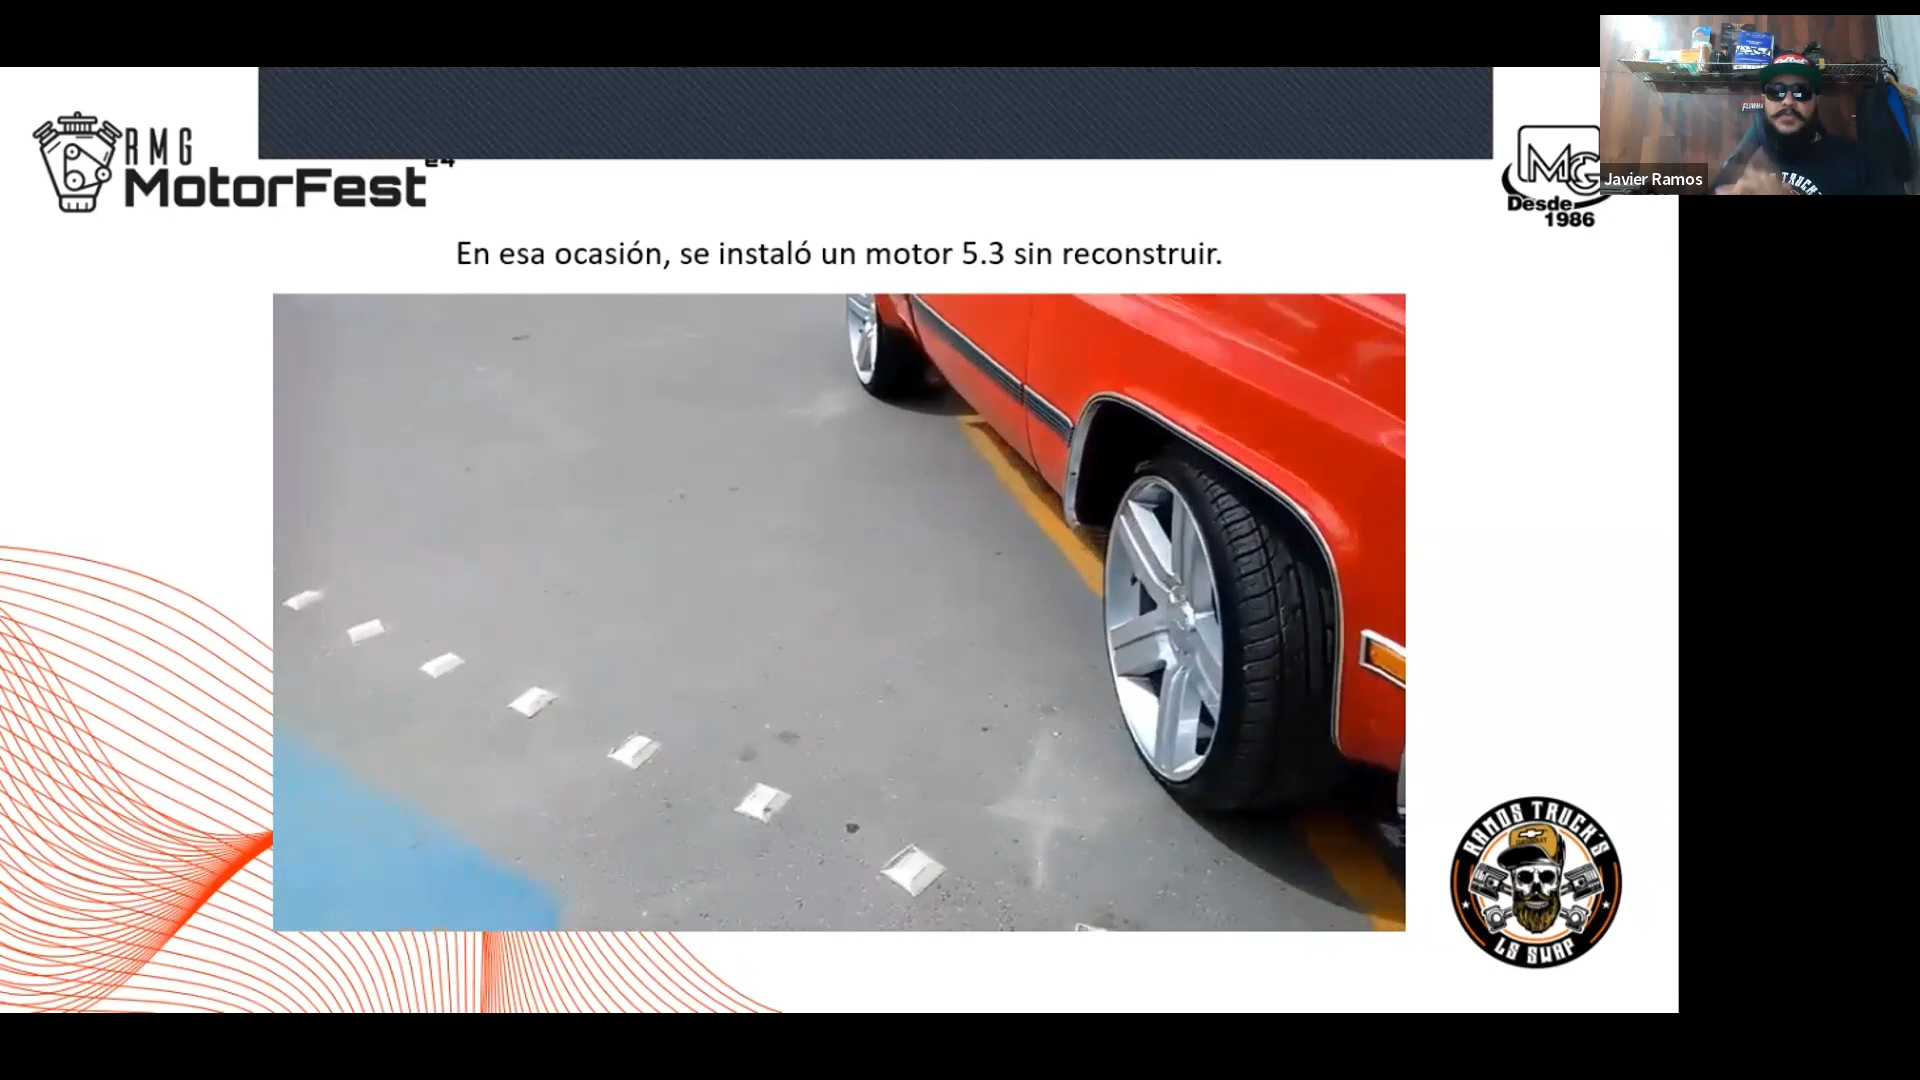 RMG
MotorFest e4
MG
Desde
1986
Javier Ramos
En esa ocasión, se instaló un motor 5.3 sin reconstruir.
RAMOS TRUCK'S
LS SWAP